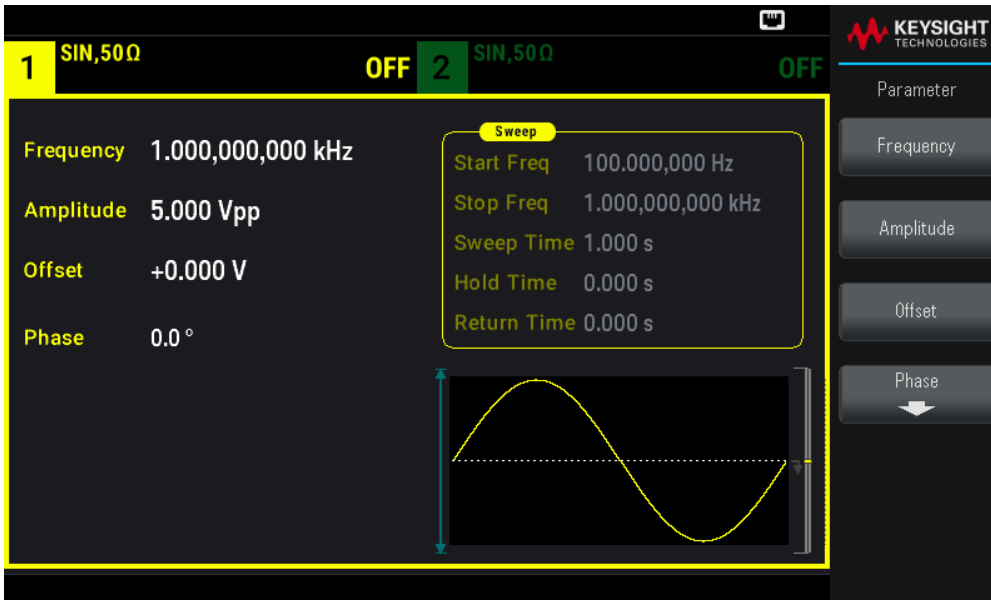 KEYSIGHT
TECHNOLOGIES
1 SIN,50Ω OFF 2 SIN,50Ω OFF
Parameter
Frequency 1.000,000,000 kHz
Amplitude 5.000 Vpp
Offset +0.000 V
Phase 0.0 °
Sweep
Start Freq 100.000,000 Hz
Stop Freq 1.000,000,000 kHz
Sweep Time 1.000 s
Hold Time 0.000 s
Return Time 0.000 s
Frequency
Amplitude
Offset
Phase